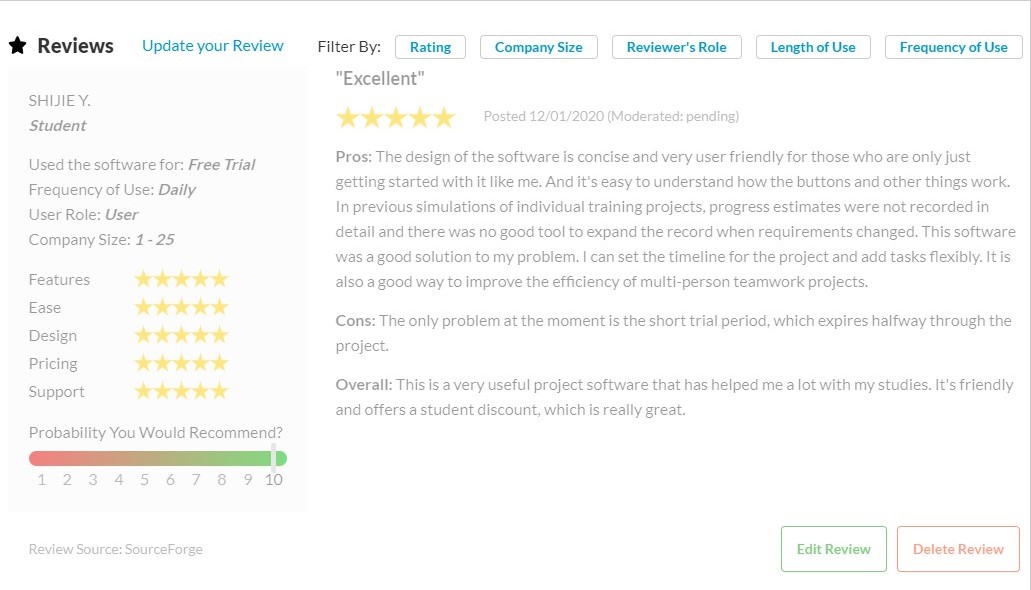 Reviews Update your Review Filter By: Rating Company Size Reviewer's Role Length of Use Frequency of Use
SHIJIE Y.
Student
Used the software for: Free Trial
Frequency of Use: Daily
User Role: User
Company Size: 1 - 25
Features
Ease
Design
Pricing
Support
Probability You Would Recommend?
1 2 3 4 5 6 7 8 9 10
"Excellent"
Posted 12/01/2020 (Moderated: pending)
Pros: The design of the software is concise and very user friendly for those who are only just
getting started with it like me. And it's easy to understand how the buttons and other things work.
In previous simulations of individual training projects, progress estimates were not recorded in
detail and there was no good tool to expand the record when requirements changed. This software
was a good solution to my problem. I can set the timeline for the project and add tasks flexibly. It is
also a good way to improve the efficiency of multi-person teamwork projects.
Cons: The only problem at the moment is the short trial period, which expires halfway through the
project.
Overall: This is a very useful project software that has helped me a lot with my studies. It's friendly
and offers a student discount, which is really great.
Review Source: SourceForge
Edit Review Delete Review